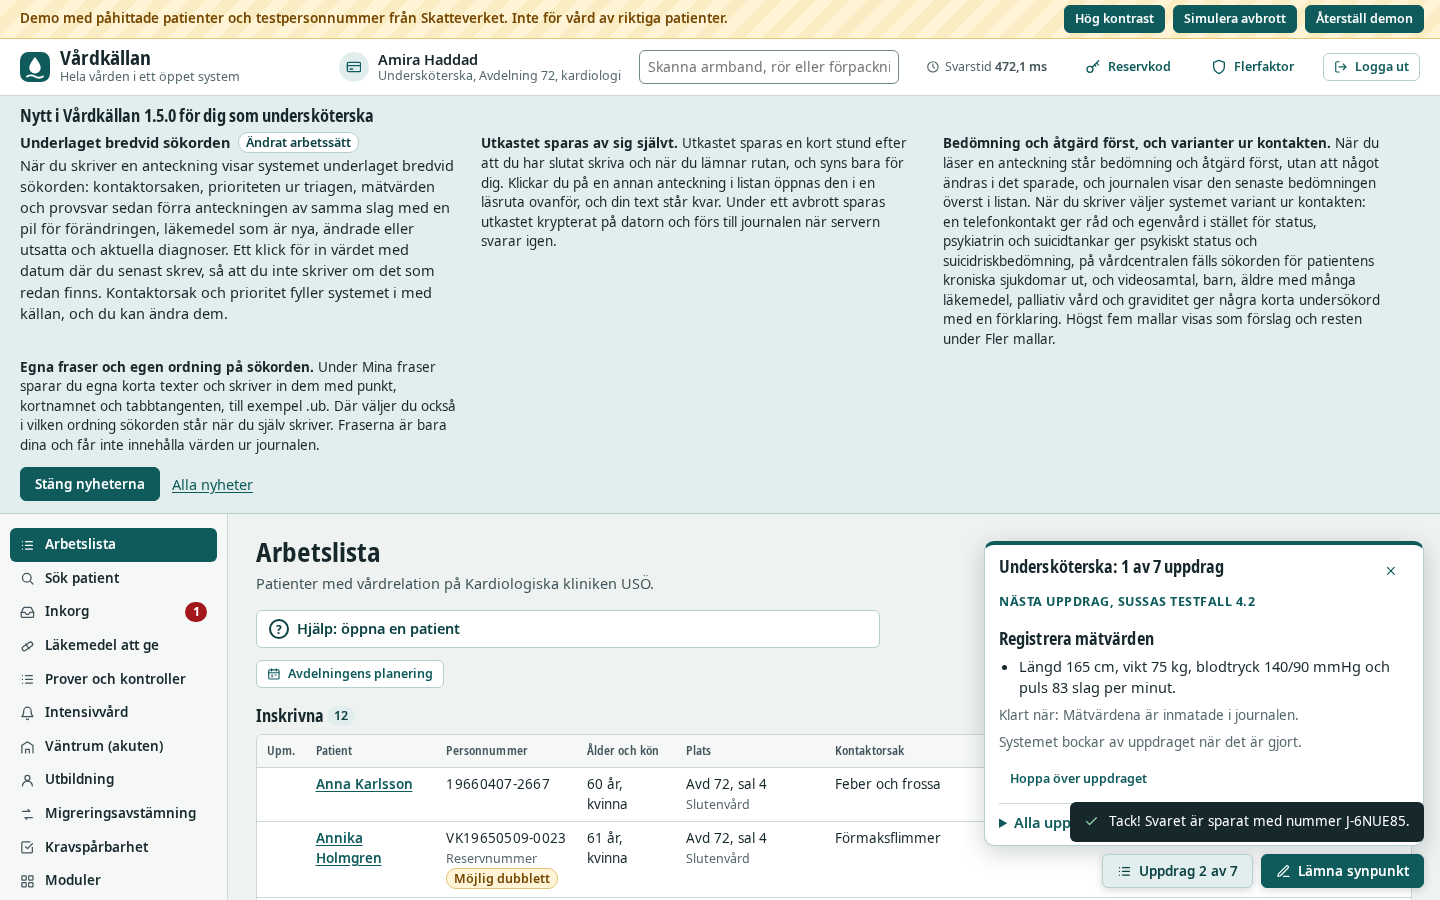 Demo med påhittade patienter och testpersonnummer från Skatteverket. Inte för vård av riktiga patienter.
Hög kontrast
Simulera avbrott
Återställ demon
Vårdkällan
Hela vården i ett öppet system
Amira Haddad
Undersköterska, Avdelning 72, kardiologi
Skanna armband, rör eller förpackni
Svarstid 472,1 ms
Reservkod
Flerfaktor
Logga ut
Nytt i Vårdkällan 1.5.0 för dig som undersköterska
Underlaget bredvid sökorden Ändrat arbetssätt
När du skriver en anteckning visar systemet underlaget bredvid
sökorden: kontaktorsaken, prioriteten ur triagen, mätvärden
och provsvar sedan förra anteckningen av samma slag med en
pil för förändringen, läkemedel som är nya, ändrade eller
utsatta och aktuella diagnoser. Ett klick för in värdet med
datum där du senast skrev, så att du inte skriver om det som
redan finns. Kontaktorsak och prioritet fyller systemet i med
källan, och du kan ändra dem.
Utkastet sparas av sig självt. Utkastet sparas en kort stund efter
att du har slutat skriva och när du lämnar rutan, och syns bara för
dig. Klickar du på en annan anteckning i listan öppnas den i en
läsruta ovanför, och din text står kvar. Under ett avbrott sparas
utkastet krypterat på datorn och förs till journalen när servern
svarar igen.
Bedömning och åtgärd först, och varianter ur kontakten. När du
läser en anteckning står bedömning och åtgärd först, utan att något
ändras i det sparade, och journalen visar den senaste bedömningen
överst i listan. När du skriver väljer systemet variant ur kontakten:
en telefonkontakt ger råd och egenvård i stället för status,
psykiatrin och suicidtankar ger psykiskt status och
suicidriskbedömning, på vårdcentralen fälls sökorden för patientens
kroniska sjukdomar ut, och videosamtal, barn, äldre med många
läkemedel, palliativ vård och graviditet ger några korta undersökord
med en förklaring. Högst fem mallar visas som förslag och resten
under Fler mallar.
Egna fraser och egen ordning på sökorden. Under Mina fraser
sparar du egna korta texter och skriver in dem med punkt,
kortnamnet och tabbtangenten, till exempel .ub. Där väljer du också
i vilken ordning sökorden står när du själv skriver. Fraserna är bara
dina och får inte innehålla värden ur journalen.
Stäng nyheterna
Alla nyheter
Arbetslista
Sök patient
Inkorg 1
Läkemedel att ge
Prover och kontroller
Intensivvård
Väntrum (akuten)
Utbildning
Migreringsavstämning
Kravspårbarhet
Moduler
Arbetslista
Patienter med vårdrelation på Kardiologiska kliniken USÖ.
? Hjälp: öppna en patient
Avdelningens planering
Inskrivna 12
Upm. Patient Personnummer Ålder och kön Plats Kontaktorsak
Anna Karlsson 19660407-2667 60 år, kvinna Avd 72, sal 4 Slutenvård Feber och frossa
Annika Holmgren VK19650509-0023 Reservnummer Möjlig dubblett 61 år, kvinna Avd 72, sal 4 Slutenvård Förmaksflimmer
Undersköterska: 1 av 7 uppdrag
NÄSTA UPPDRAG, SUSSAS TESTFALL 4.2
Registrera mätvärden
• Längd 165 cm, vikt 75 kg, blodtryck 140/90 mmHg och
puls 83 slag per minut.
Klart när: Mätvärdena är inmatade i journalen.
Systemet bockar av uppdraget när det är gjort.
Hoppa över uppdraget
Alla upp
Tack! Svaret är sparat med nummer J-6NUE85.
Uppdrag 2 av 7
Lämna synpunkt